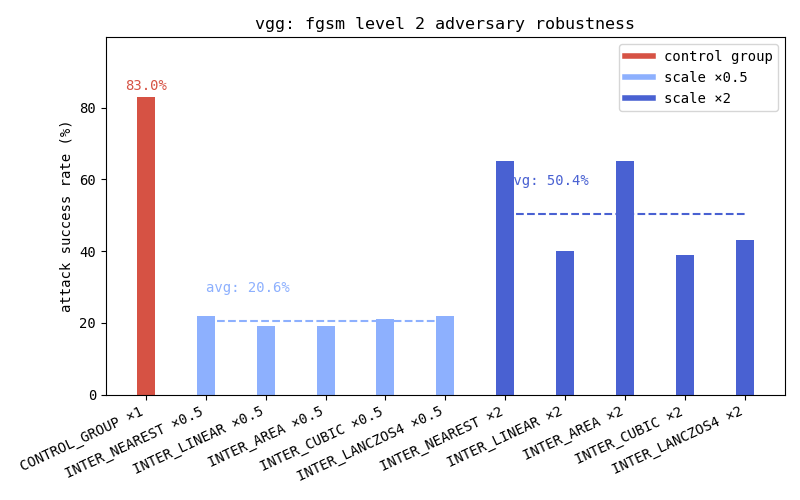 vgg: fgsm level 2 adversary robustness
control group
scale ×0.5
scale ×2
83.0%
avg: 20.6%
vg: 50.4%
attack success rate (%)
80
60
40
20
0
CONTROL_GROUP ×1
INTER_NEAREST ×0.5
INTER_LINEAR ×0.5
INTER_AREA ×0.5
INTER_CUBIC ×0.5
INTER_LANCZOS4 ×0.5
INTER_NEAREST ×2
INTER_LINEAR ×2
INTER_AREA ×2
INTER_CUBIC ×2
INTER_LANCZOS4 ×2